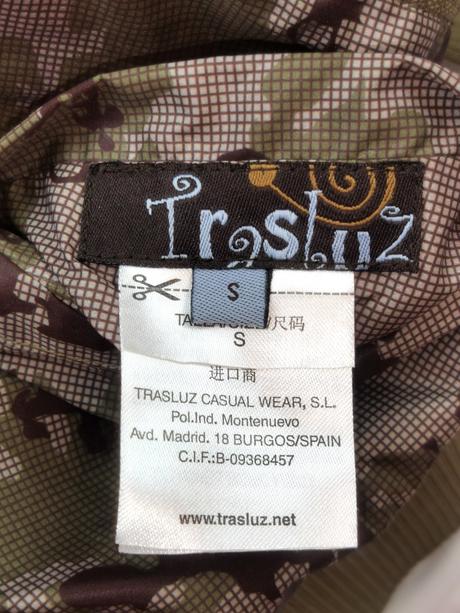 Trasluz
S
TALLA/SIZE/尺码
S
进口商
TRASLUZ CASUAL WEAR, S.L.
Pol.Ind. Montenuevo
Avd. Madrid. 18 BURGOS/SPAIN
C.I.F.:B-09368457
www.trasluz.net